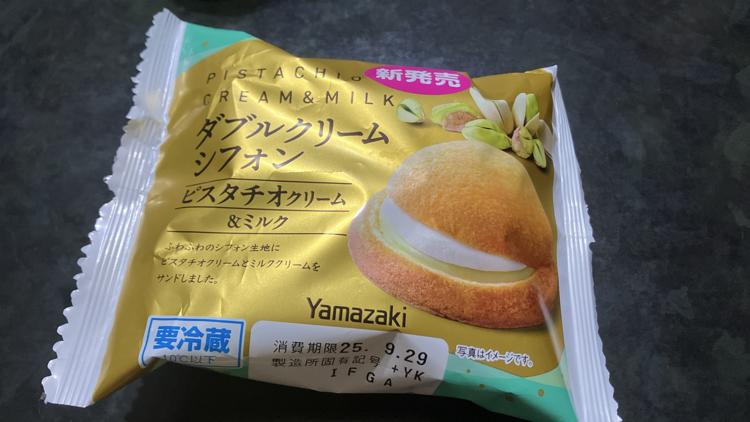 PISTACHIO
新発売
CREAM&MILK
ダブルクリーム
シフォン
ピスタチオクリーム
&ミルク
ふわふわのシフォン生地に
ピスタチオクリームとミルククリームを
サンドしました。
Yamazaki
要冷蔵
10℃以下
消費期限25. 9.29
製造所固有記号 +YK
IFGA
写真はイメージです。